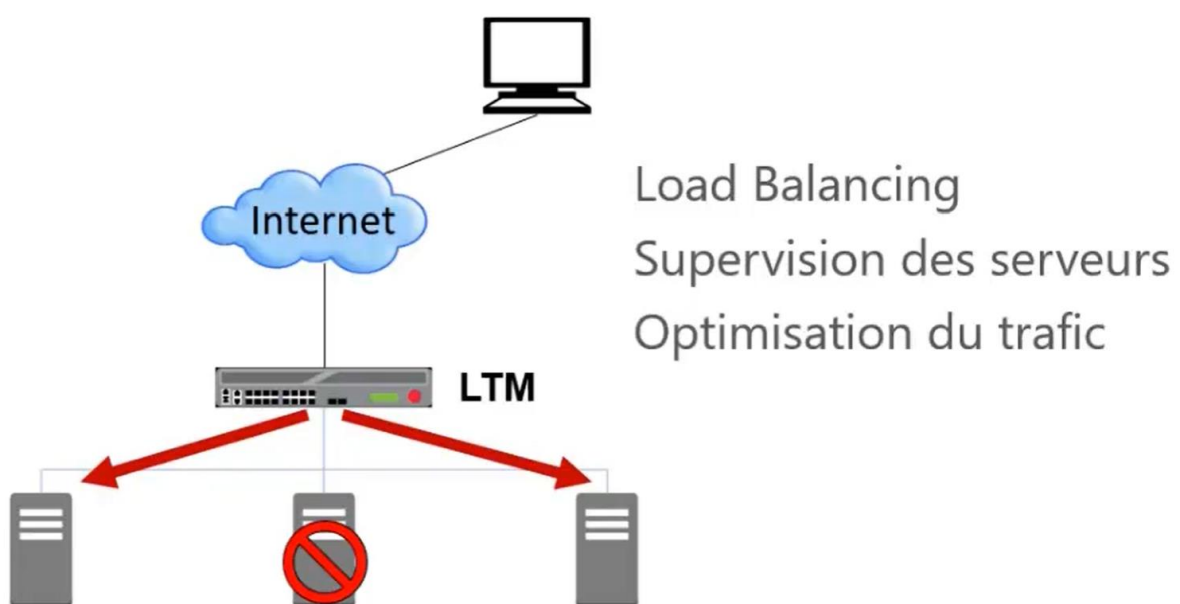 Internet
Load Balancing
Supervision des serveurs
Optimisation du trafic
LTM